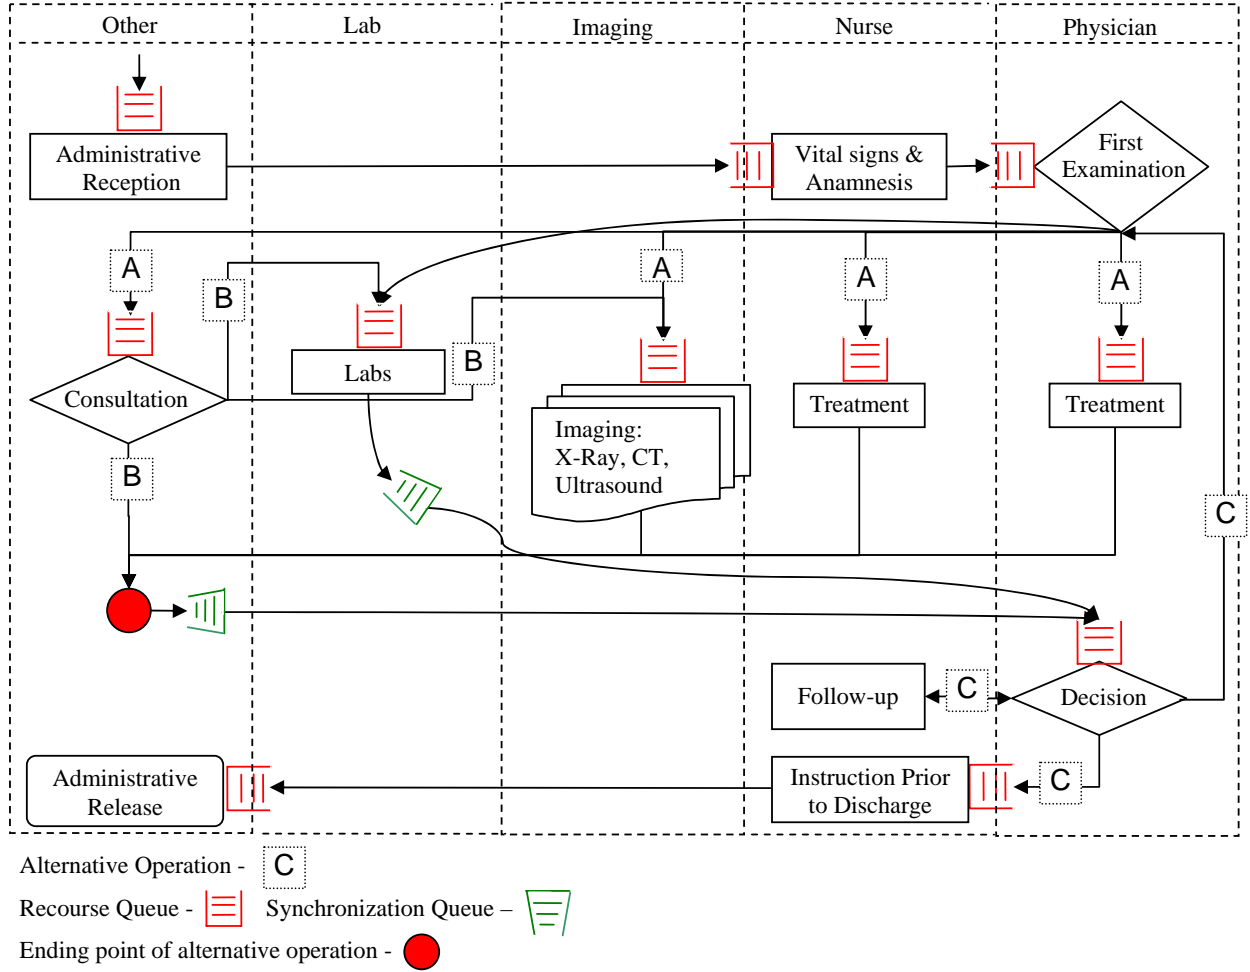 Other Lab Imaging Nurse Physician
Administrative
Reception
Vital signs &
Anamnesis
First
Examination
A
A
A
A
B
B
B
Consultation
Labs
Imaging:
X-Ray, CT,
Ultrasound
Treatment
Treatment
C
Follow-up
C
Decision
C
Administrative
Release
Instruction Prior
to Discharge
Alternative Operation - C
Recourse Queue - Synchronization Queue –
Ending point of alternative operation -